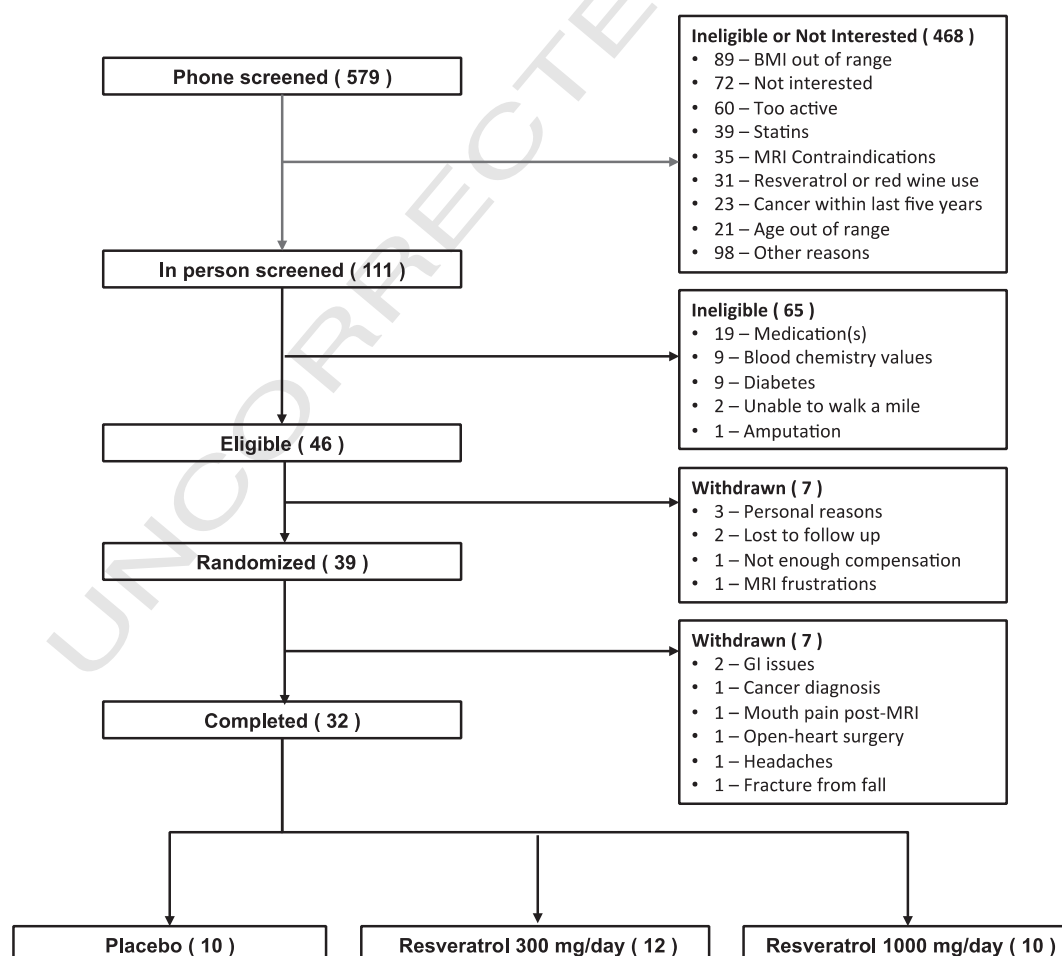 Phone screened ( 579 )
Ineligible or Not Interested ( 468 )
• 89 – BMI out of range
• 72 – Not interested
• 60 – Too active
• 39 – Statins
• 35 – MRI Contraindications
• 31 – Resveratrol or red wine use
• 23 – Cancer within last five years
• 21 – Age out of range
• 98 – Other reasons
In person screened ( 111 )
Ineligible ( 65 )
• 19 – Medication(s)
• 9 – Blood chemistry values
• 9 – Diabetes
• 2 – Unable to walk a mile
• 1 – Amputation
Eligible ( 46 )
Withdrawn ( 7 )
• 3 – Personal reasons
• 2 – Lost to follow up
• 1 – Not enough compensation
• 1 – MRI frustrations
Randomized ( 39 )
Withdrawn ( 7 )
• 2 – GI issues
• 1 – Cancer diagnosis
• 1 – Mouth pain post-MRI
• 1 – Open-heart surgery
• 1 – Headaches
• 1 – Fracture from fall
Completed ( 32 )
Placebo ( 10 )
Resveratrol 300 mg/day ( 12 )
Resveratrol 1000 mg/day ( 10 )
UNCORRECTE